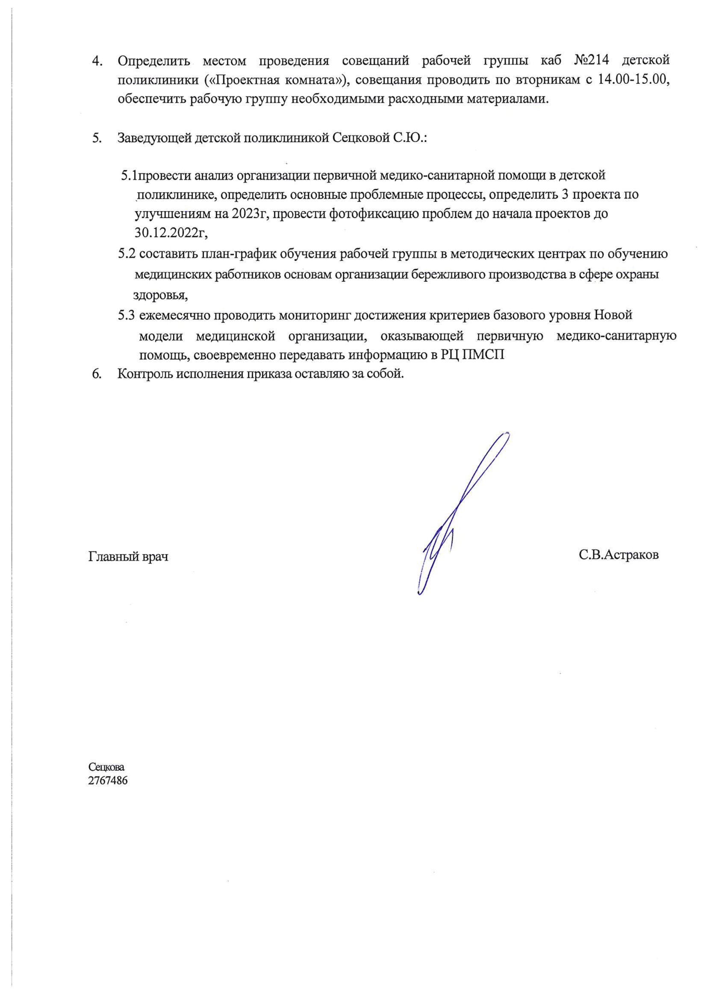 4. Определить местом проведения совещаний рабочей группы каб №214 детской
поликлиники («Проектная комната»), совещания проводить по вторникам с 14.00-15.00,
обеспечить рабочую группу необходимыми расходными материалами.
5. Заведующей детской поликлиникой Сецковой С.Ю.:
5.1провести анализ организации первичной медико-санитарной помощи в детской
поликлинике, определить основные проблемные процессы, определить 3 проекта по
улучшениям на 2023г, провести фотофиксацию проблем до начала проектов до
30.12.2022г,
5.2 составить план-график обучения рабочей группы в методических центрах по обучению
медицинских работников основам организации бережливого производства в сфере охраны
здоровья,
5.3 ежемесячно проводить мониторинг достижения критериев базового уровня Новой
модели медицинской организации, оказывающей первичную медико-санитарную
помощь, своевременно передавать информацию в РЦ ПМСП
6. Контроль исполнения приказа оставляю за собой.
Главный врач С.В.Астраков
Сецкова
2767486